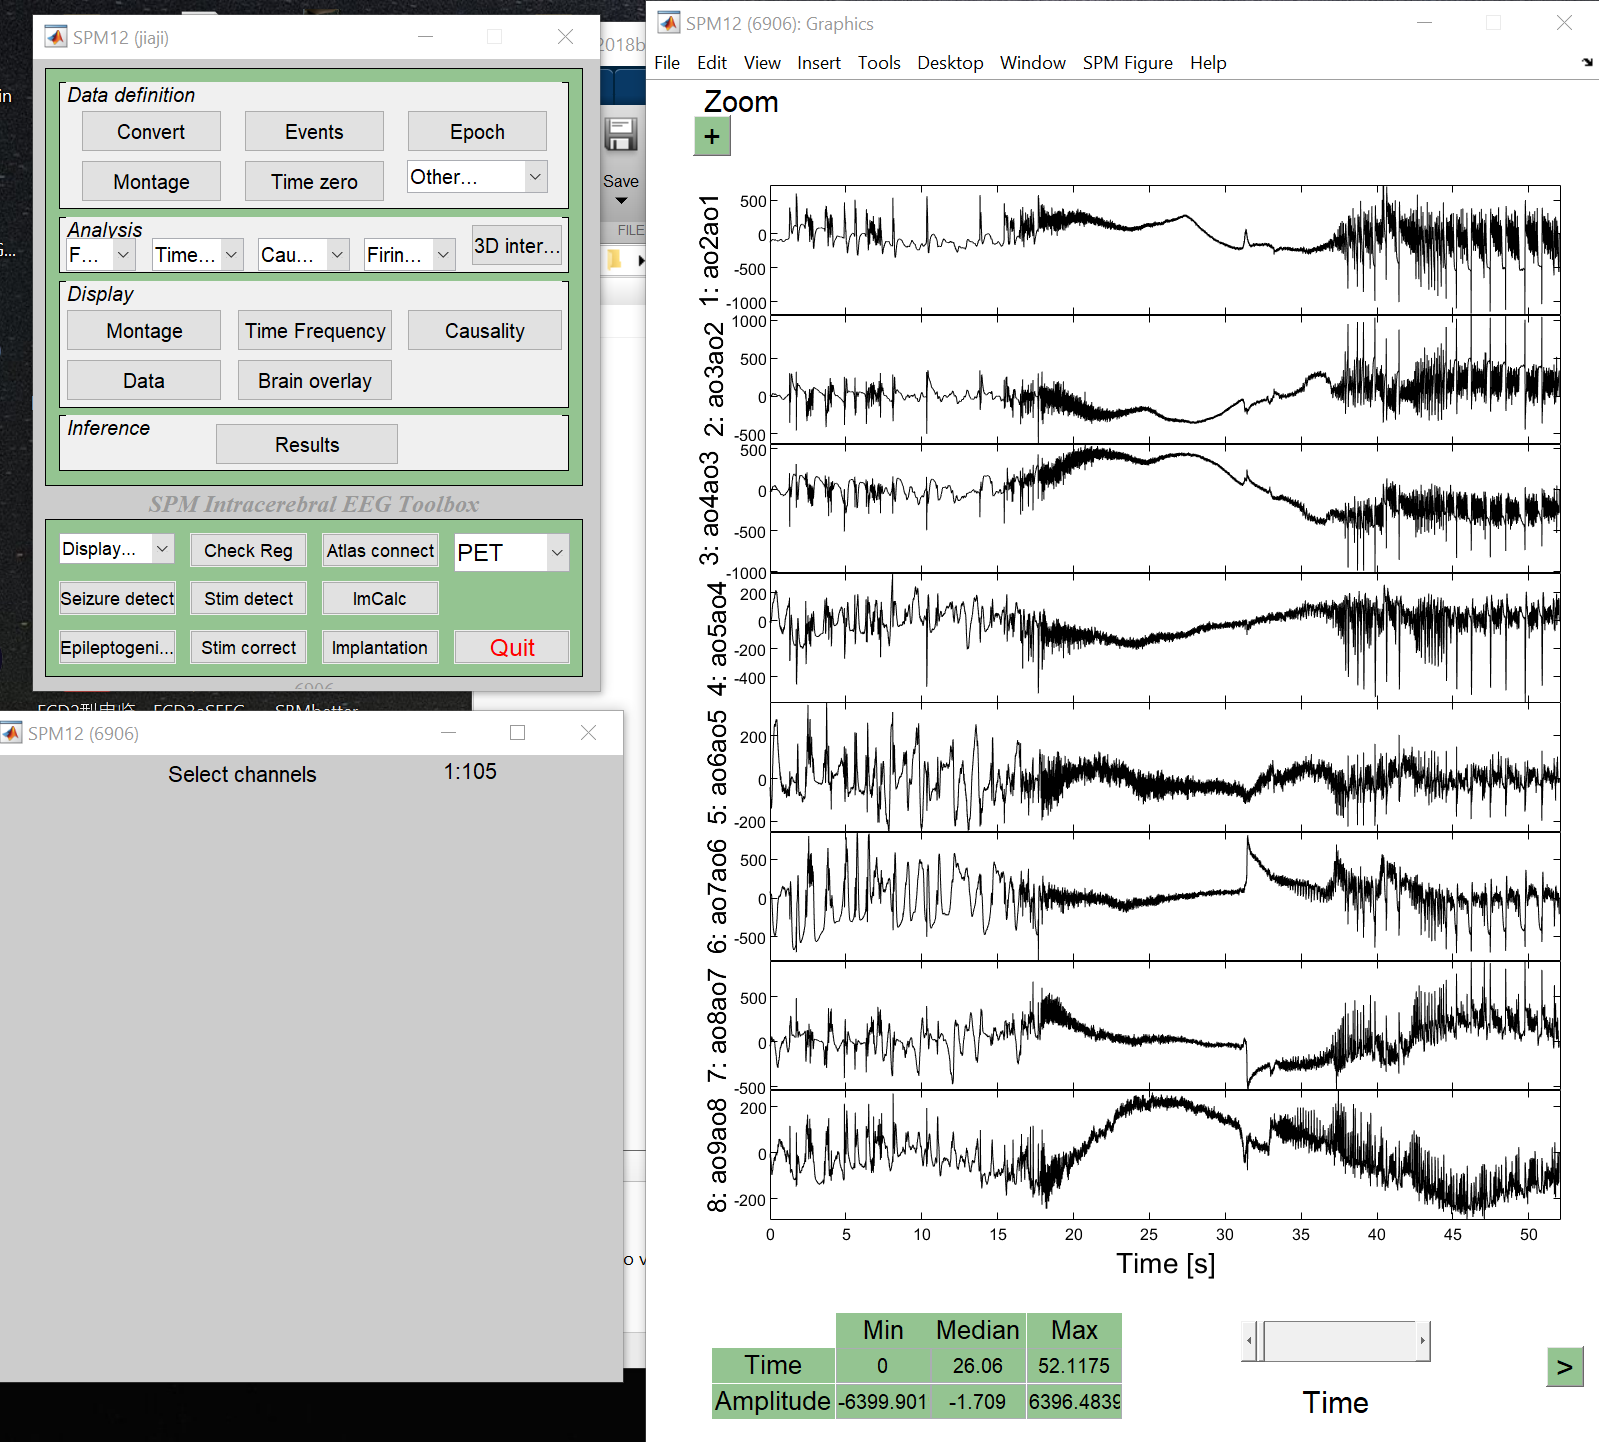 SPM12 (jiaji)
Data definition
Convert Events Epoch
Montage Time zero Other...
Analysis
F... Time... Cau... Firin... 3D inter...
Display
Montage Time Frequency Causality
Data Brain overlay
Inference
Results
SPM Intracerebral EEG Toolbox
Display... Check Reg Atlas connect PET
Seizure detect Stim detect ImCalc
Epileptogeni... Stim correct Implantation Quit
6906
in
G...
2018b
Save
FILE
SPM12 (6906)
Select channels 1:105
o v
SPM12 (6906): Graphics
File Edit View Insert Tools Desktop Window SPM Figure Help
Zoom
+
1: ao2ao1
500
0
-500
-1000
2: ao3ao2
1000
500
0
-500
3: ao4ao3
500
0
-500
-1000
4: ao5ao4
200
0
-200
-400
5: ao6ao5
200
0
-200
6: ao7ao6
500
0
-500
7: ao8ao7
500
0
-500
8: ao9ao8
200
0
-200
0 5 10 15 20 25 30 35 40 45 50
Time [s]
Min Median Max
Time 0 26.06 52.1175
Amplitude -6399.901 -1.709 6396.4839
Time
>